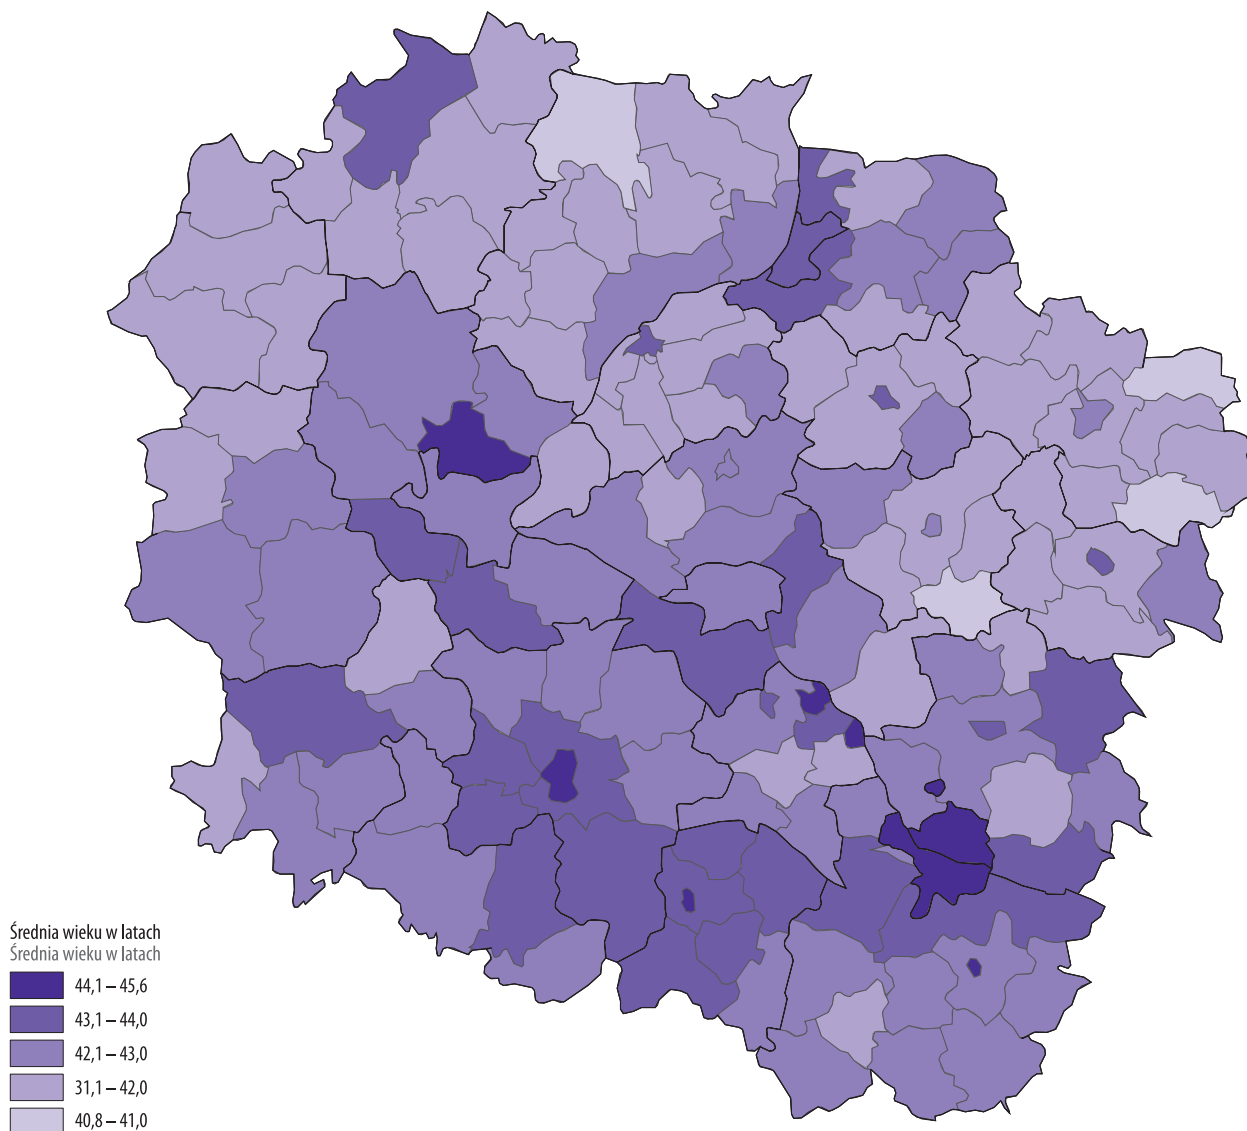 Średnia wieku w latach
Średnia wieku w latach
44,1 – 45,6
43,1 – 44,0
42,1 – 43,0
31,1 – 42,0
40,8 – 41,0